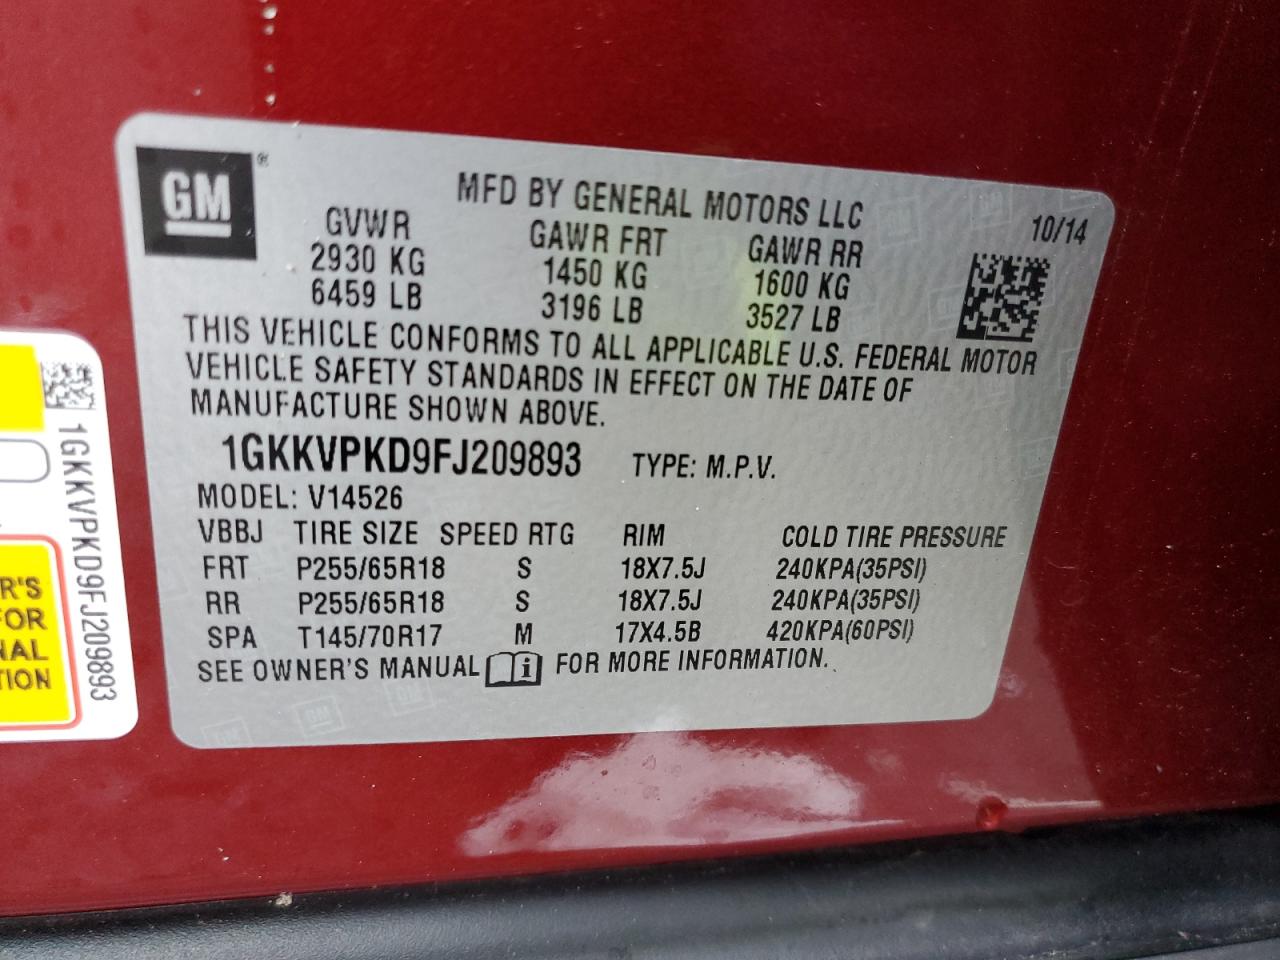 GM®
MFD BY GENERAL MOTORS LLC
10/14
GVWR GAWR FRT GAWR RR
2930 KG 1450 KG 1600 KG
6459 LB 3196 LB 3527 LB
THIS VEHICLE CONFORMS TO ALL APPLICABLE U.S. FEDERAL MOTOR
VEHICLE SAFETY STANDARDS IN EFFECT ON THE DATE OF
MANUFACTURE SHOWN ABOVE.
1GKKVPKD9FJ209893 TYPE: M.P.V.
MODEL: V14526
VBBJ TIRE SIZE SPEED RTG RIM COLD TIRE PRESSURE
FRT P255/65R18 S 18X7.5J 240KPA(35PSI)
RR P255/65R18 S 18X7.5J 240KPA(35PSI)
SPA T145/70R17 M 17X4.5B 420KPA(60PSI)
SEE OWNER'S MANUAL i FOR MORE INFORMATION.
1GKKVPKD9FJ209893
R'S
FOR
NAL
TION